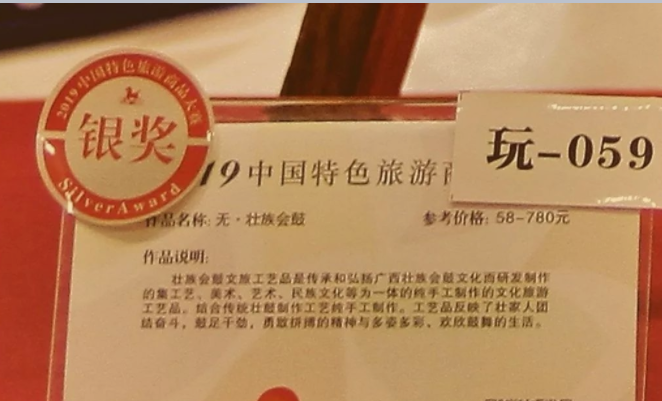 2019中国特色旅游商品大赛
银奖
SilverAward
玩-059
19中国特色旅游商
作品名称: 无·壮族会鼓
参考价格: 58-780元
作品说明:
壮族会鼓文旅工艺品是传承和弘扬广西壮族会鼓文化而研发制作
的集工艺、美术、艺术、民族文化等为一体的纯手工制作的文化旅游
工艺品。结合传统壮鼓制作工艺纯手工制作。工艺品反映了壮家人团
结奋斗，鼓足干劲，勇敢拼搏的精神与多姿多彩、欢欣鼓舞的生活。